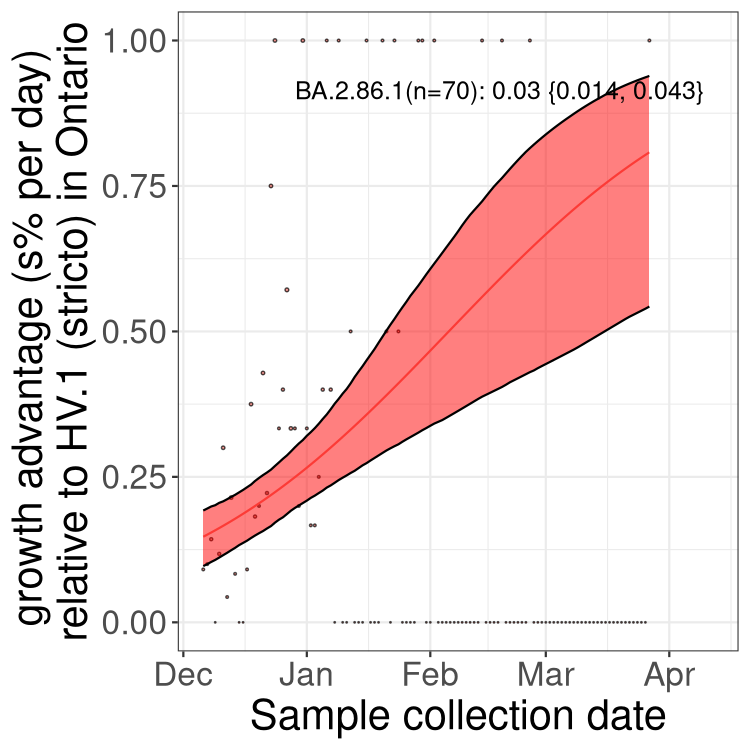 growth advantage (s% per day)
relative to HV.1 (stricto) in Ontario
1.00
0.75
0.50
0.25
0.00
BA.2.86.1(n=70): 0.03 {0.014, 0.043}
Dec Jan Feb Mar Apr
Sample collection date